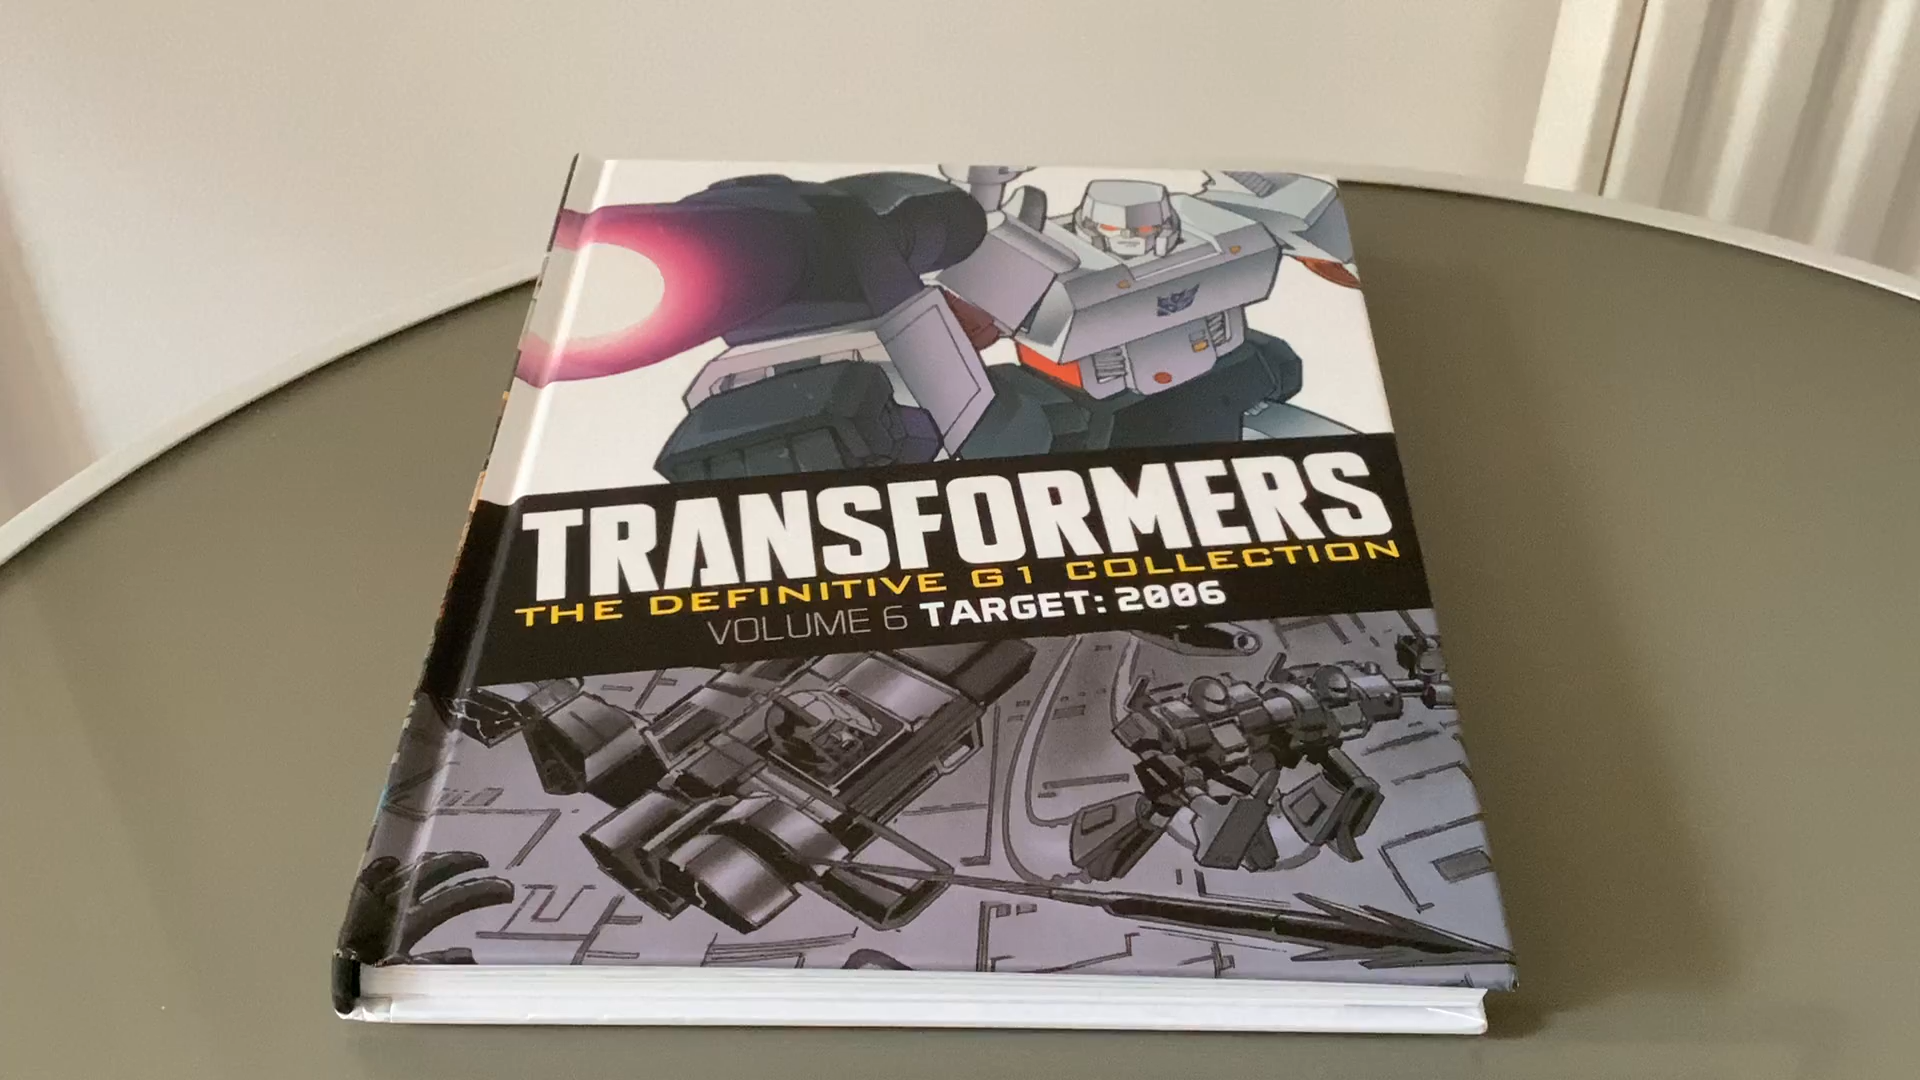 TRANSFORMERS
THE DEFINITIVE G1 COLLECTION
VOLUME 6 TARGET: 2006